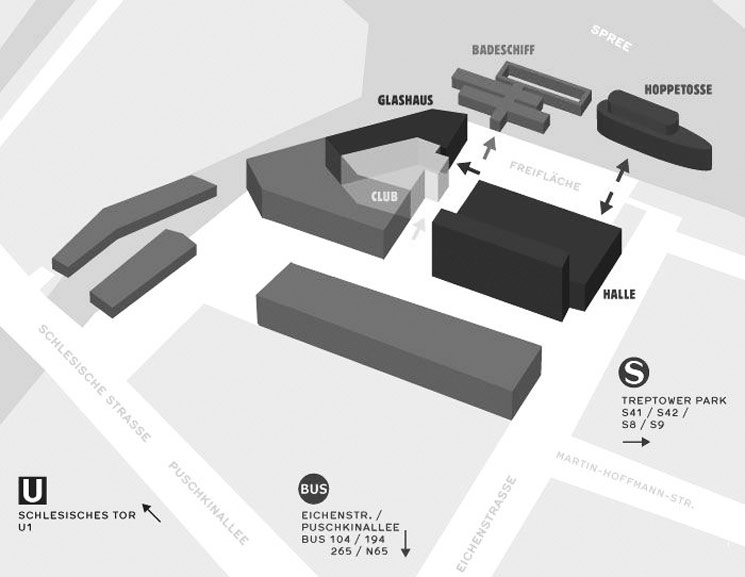 SPREE
BADESCHIFF
HOPPETOSSE
GLASHAUS
FREIFLÄCHE
CLUB
HALLE
SCHLESISCHE STRASSE
S
TREPTOWER PARK
S41 / S42 /
S8 / S9
MARTIN-HOFFMANN-STR.
PUSCHKINALLEE
EICHENSTRASSE
U
SCHLESISCHES TOR
U1
BUS
EICHENSTR. /
PUSCHKINALLEE
BUS 104 / 194
265 / N65